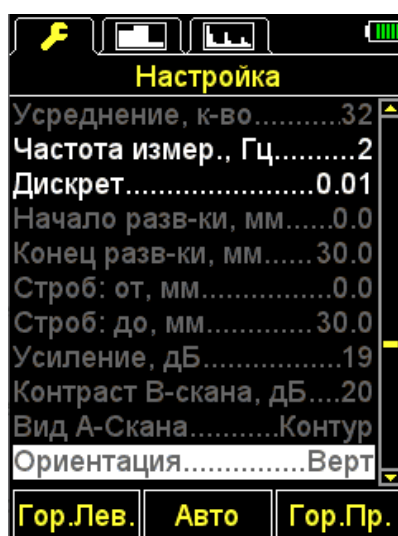 Настройка
Усреднение, к-во...........32
Частота измер., Гц..........2
Дискрет.......................0.01
Начало разв-ки, мм......0.0
Конец разв-ки, мм......30.0
Строб: от, мм................0.0
Строб: до, мм..............30.0
Усиление, дБ.................19
Контраст В-скана, дБ....20
Вид А-Скана...........Контур
Ориентация...............Верт
Гор.Лев. Авто Гор.Пр.